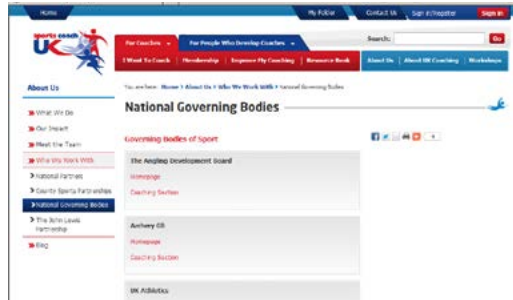 Home
My Folder
Contact Us
Sign in/Register
Sign in
sports coach
UK
For Coaches
For People Who Develop Coaches
Search:
Go
I Want To Coach
Membership
Improve My Coaching
Resource Bank
About Us
About UK Coaching
Workshops
About Us
You are here: Home > About Us > Who We Work With > National Governing Bodies
National Governing Bodies
What We Do
Our Impact
Meet the Team
Who We Work With
National Partners
County Sports Partnerships
National Governing Bodies
The John Lewis
Partnership
Blog
Governing Bodies of Sport
The Angling Development Board
Homepage
Coaching Section
Archery GB
Homepage
Coaching Section
UK Athletics